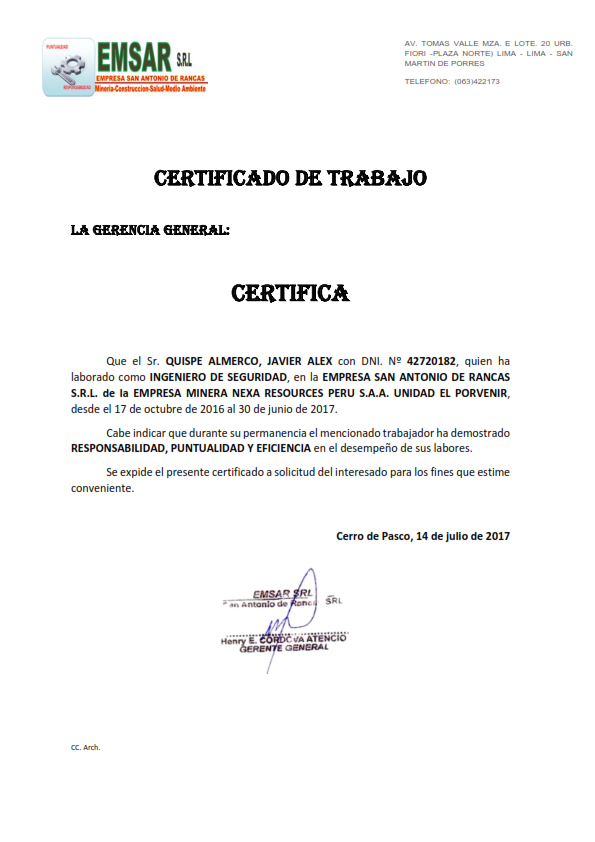 PUNTUALIDAD
RESPONSABILIDAD
EMSAR S.R.L
EMPRESA SAN ANTONIO DE RANCAS
Mineria-Construccion-Salud-Medio Ambiente
AV. TOMAS VALLE MZA. E LOTE. 20 URB.
FIORI -PLAZA NORTE) LIMA - LIMA - SAN
MARTIN DE PORRES
TELEFONO: (063)422173
CERTIFICADO DE TRABAJO
LA GERENCIA GENERAL:
CERTIFICA
Que el Sr. QUISPE ALMERCO, JAVIER ALEX con DNI. Nº 42720182, quien ha
laborado como INGENIERO DE SEGURIDAD, en la EMPRESA SAN ANTONIO DE RANCAS
S.R.L. de la EMPRESA MINERA NEXA RESOURCES PERU S.A.A. UNIDAD EL PORVENIR,
desde el 17 de octubre de 2016 al 30 de junio de 2017.
Cabe indicar que durante su permanencia el mencionado trabajador ha demostrado
RESPONSABILIDAD, PUNTUALIDAD Y EFICIENCIA en el desempeño de sus labores.
Se expide el presente certificado a solicitud del interesado para los fines que estime
conveniente.
Cerro de Pasco, 14 de julio de 2017
EMSAR SRL
an Antonio de Rancas SRL
Henry E. CORDOVA ATENCIO
GERENTE GENERAL
CC. Arch.